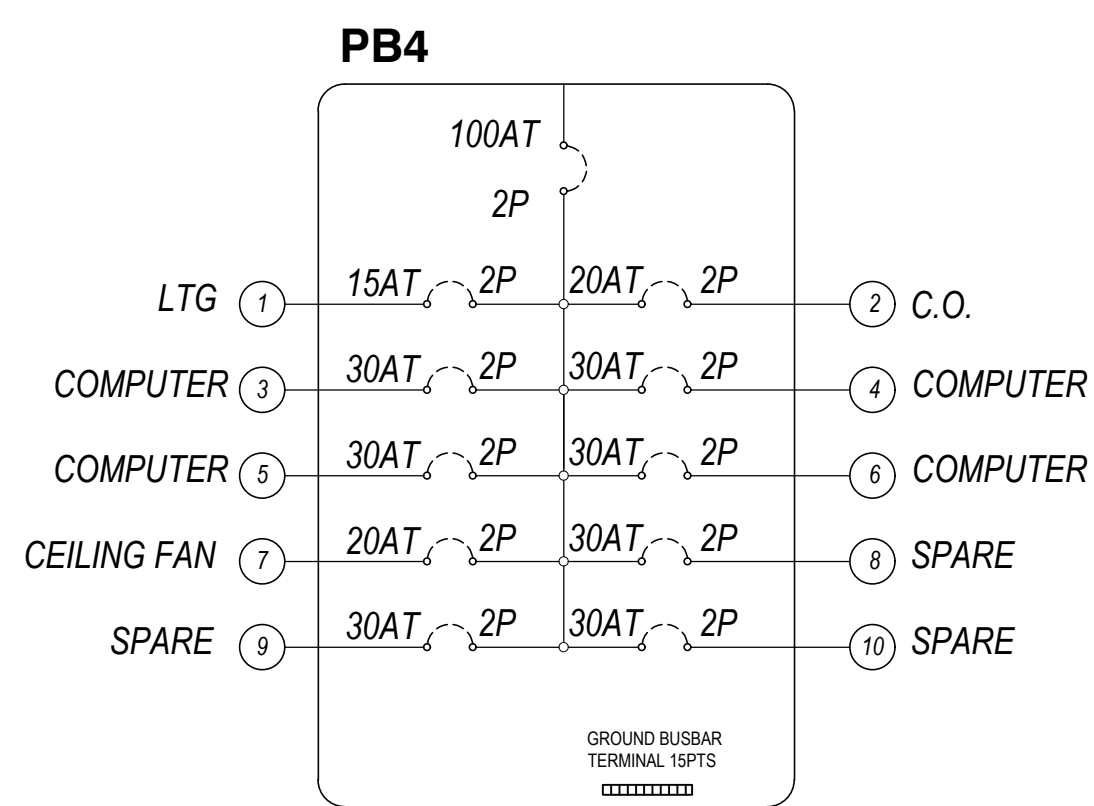 PB4
100AT
2P
LTG 1 15AT 2P 20AT 2P 2 C.O.
COMPUTER 3 30AT 2P 30AT 2P 4 COMPUTER
COMPUTER 5 30AT 2P 30AT 2P 6 COMPUTER
CEILING FAN 7 20AT 2P 30AT 2P 8 SPARE
SPARE 9 30AT 2P 30AT 2P 10 SPARE
GROUND BUSBAR
TERMINAL 15PTS